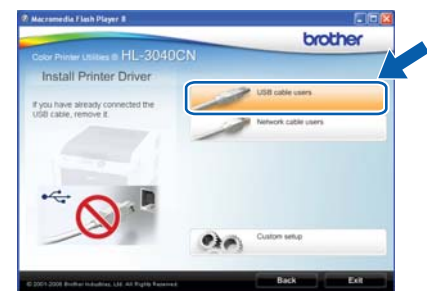 Macromedia Flash Player 8
brother
Color Printer Utilities ® HL-3040CN
Install Printer Driver
If you have already connected the
USB cable, remove it.
USB cable users
Network cable users
Custom setup
© 2001-2008 Brother Industries, Ltd. All Rights Reserved.
Back
Exit